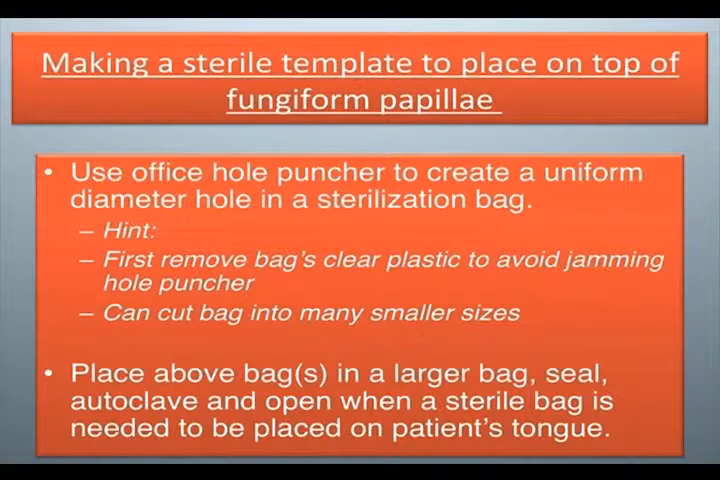 Making a sterile template to place on top of
fungiform papillae
• Use office hole puncher to create a uniform
diameter hole in a sterilization bag.
– Hint:
– First remove bag's clear plastic to avoid jamming
hole puncher
– Can cut bag into many smaller sizes
• Place above bag(s) in a larger bag, seal,
autoclave and open when a sterile bag is
needed to be placed on patient's tongue.